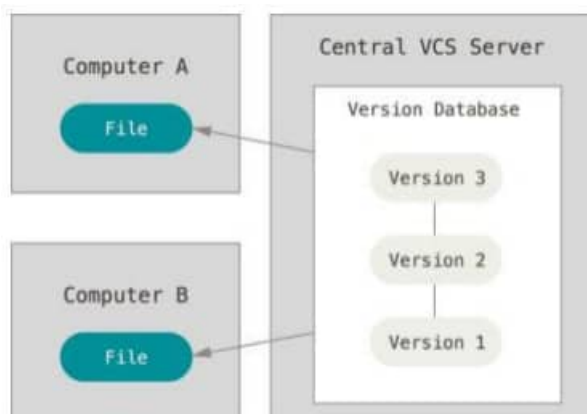 Computer A
File
Computer B
File
Central VCS Server
Version Database
Version 3
Version 2
Version 1